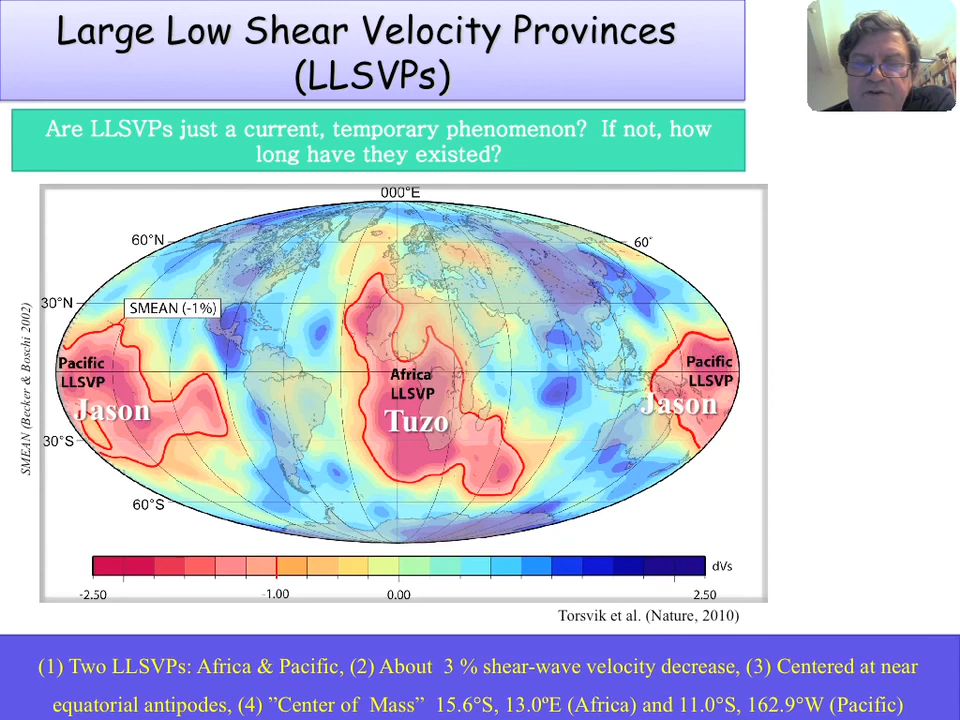 Large Low Shear Velocity Provinces
(LLSVPs)
Are LLSVPs just a current, temporary phenomenon?  If not, how
long have they existed?
000°E
60°N
60°
30°N
SMEAN (-1%)
Pacific
LLSVP
Jason
Africa
LLSVP
Tuzo
Pacific
LLSVP
Jason
30°S
60°S
SMEAN (Becker & Boschi 2002)
dVs
-2.50
-1.00
0.00
2.50
Torsvik et al. (Nature, 2010)
(1) Two LLSVPs: Africa & Pacific, (2) About  3 % shear-wave velocity decrease, (3) Centered at near
equatorial antipodes, (4) ”Center of  Mass”  15.6°S, 13.0ºE (Africa) and 11.0°S, 162.9°W (Pacific)